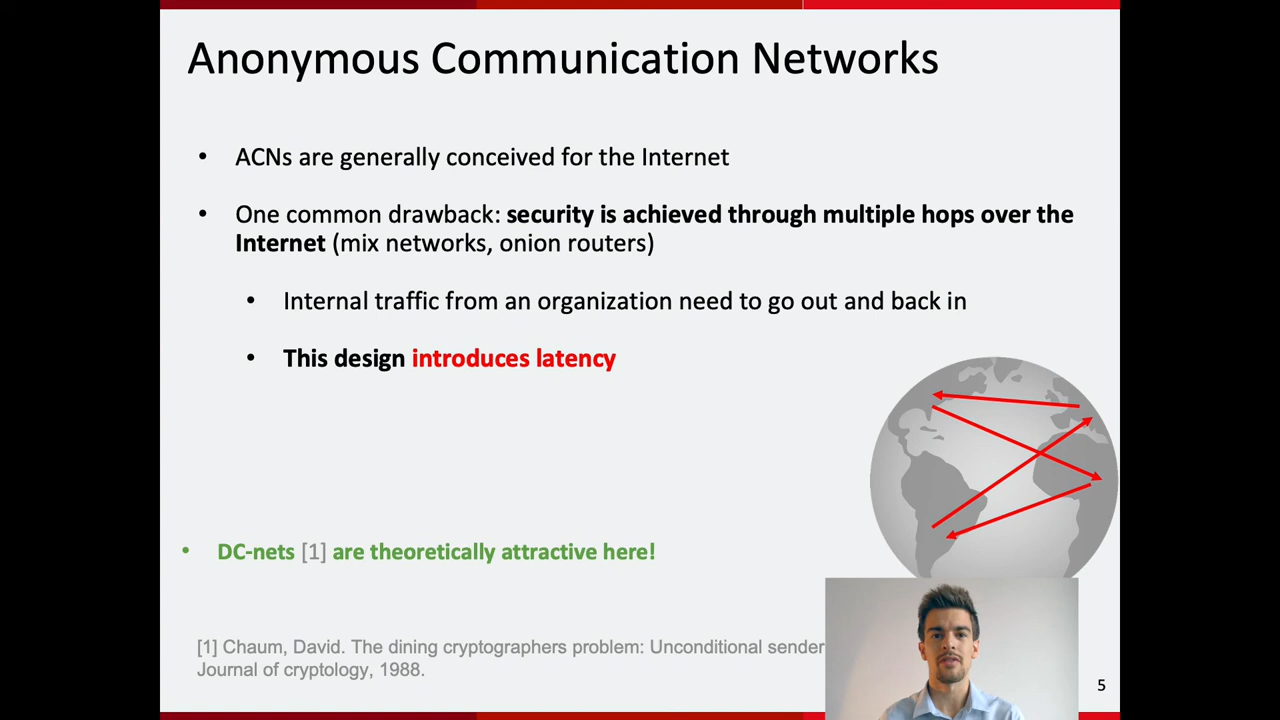 Anonymous Communication Networks
• ACNs are generally conceived for the Internet
• One common drawback: security is achieved through multiple hops over the
Internet (mix networks, onion routers)
• Internal traffic from an organization need to go out and back in
• This design introduces latency
• DC-nets [1] are theoretically attractive here!
[1] Chaum, David. The dining cryptographers problem: Unconditional sender
Journal of cryptology, 1988.
5